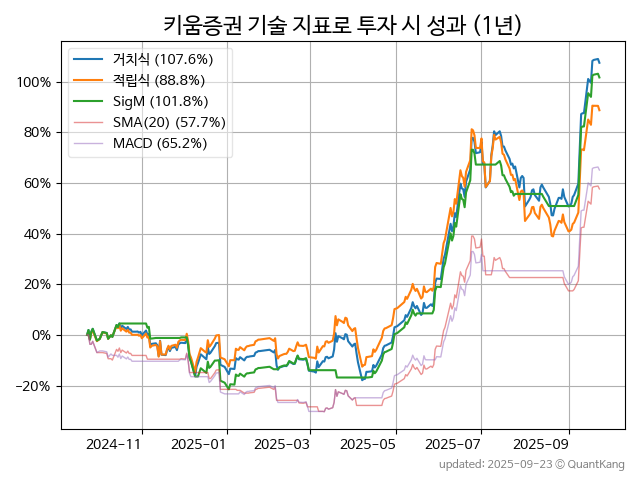 키움증권 기술 지표로 투자 시 성과 (1년)
거치식 (107.6%)
적립식 (88.8%)
SigM (101.8%)
SMA(20) (57.7%)
MACD (65.2%)
100%
80%
60%
40%
20%
0%
−20%
2024-11
2025-01
2025-03
2025-05
2025-07
2025-09
updated: 2025-09-23 © QuantKang